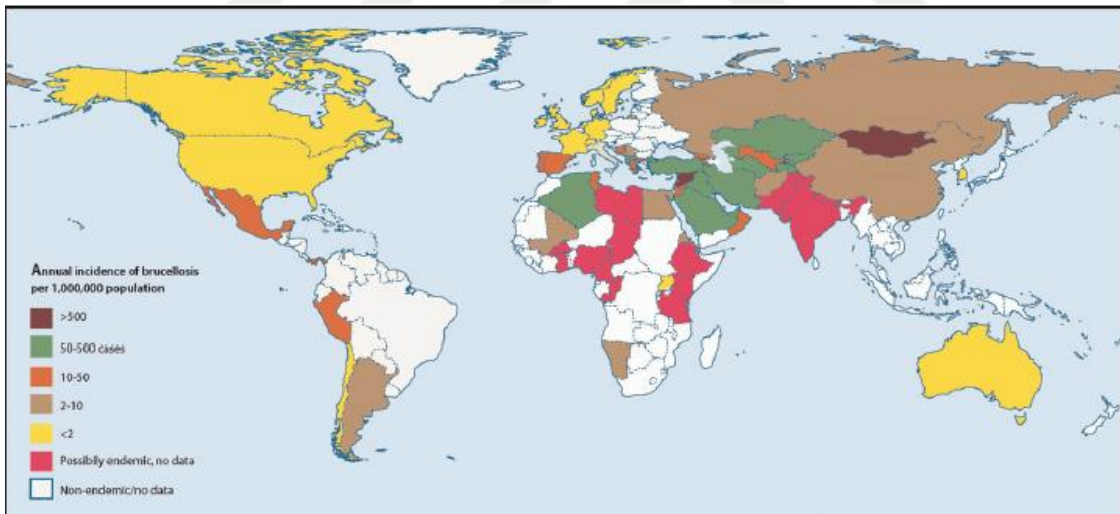 Annual incidence of brucellosis
per 1,000,000 population
>500
50-500 cases
10-50
2-10
<2
Possibily endemic, no data
Non-endemic/no data